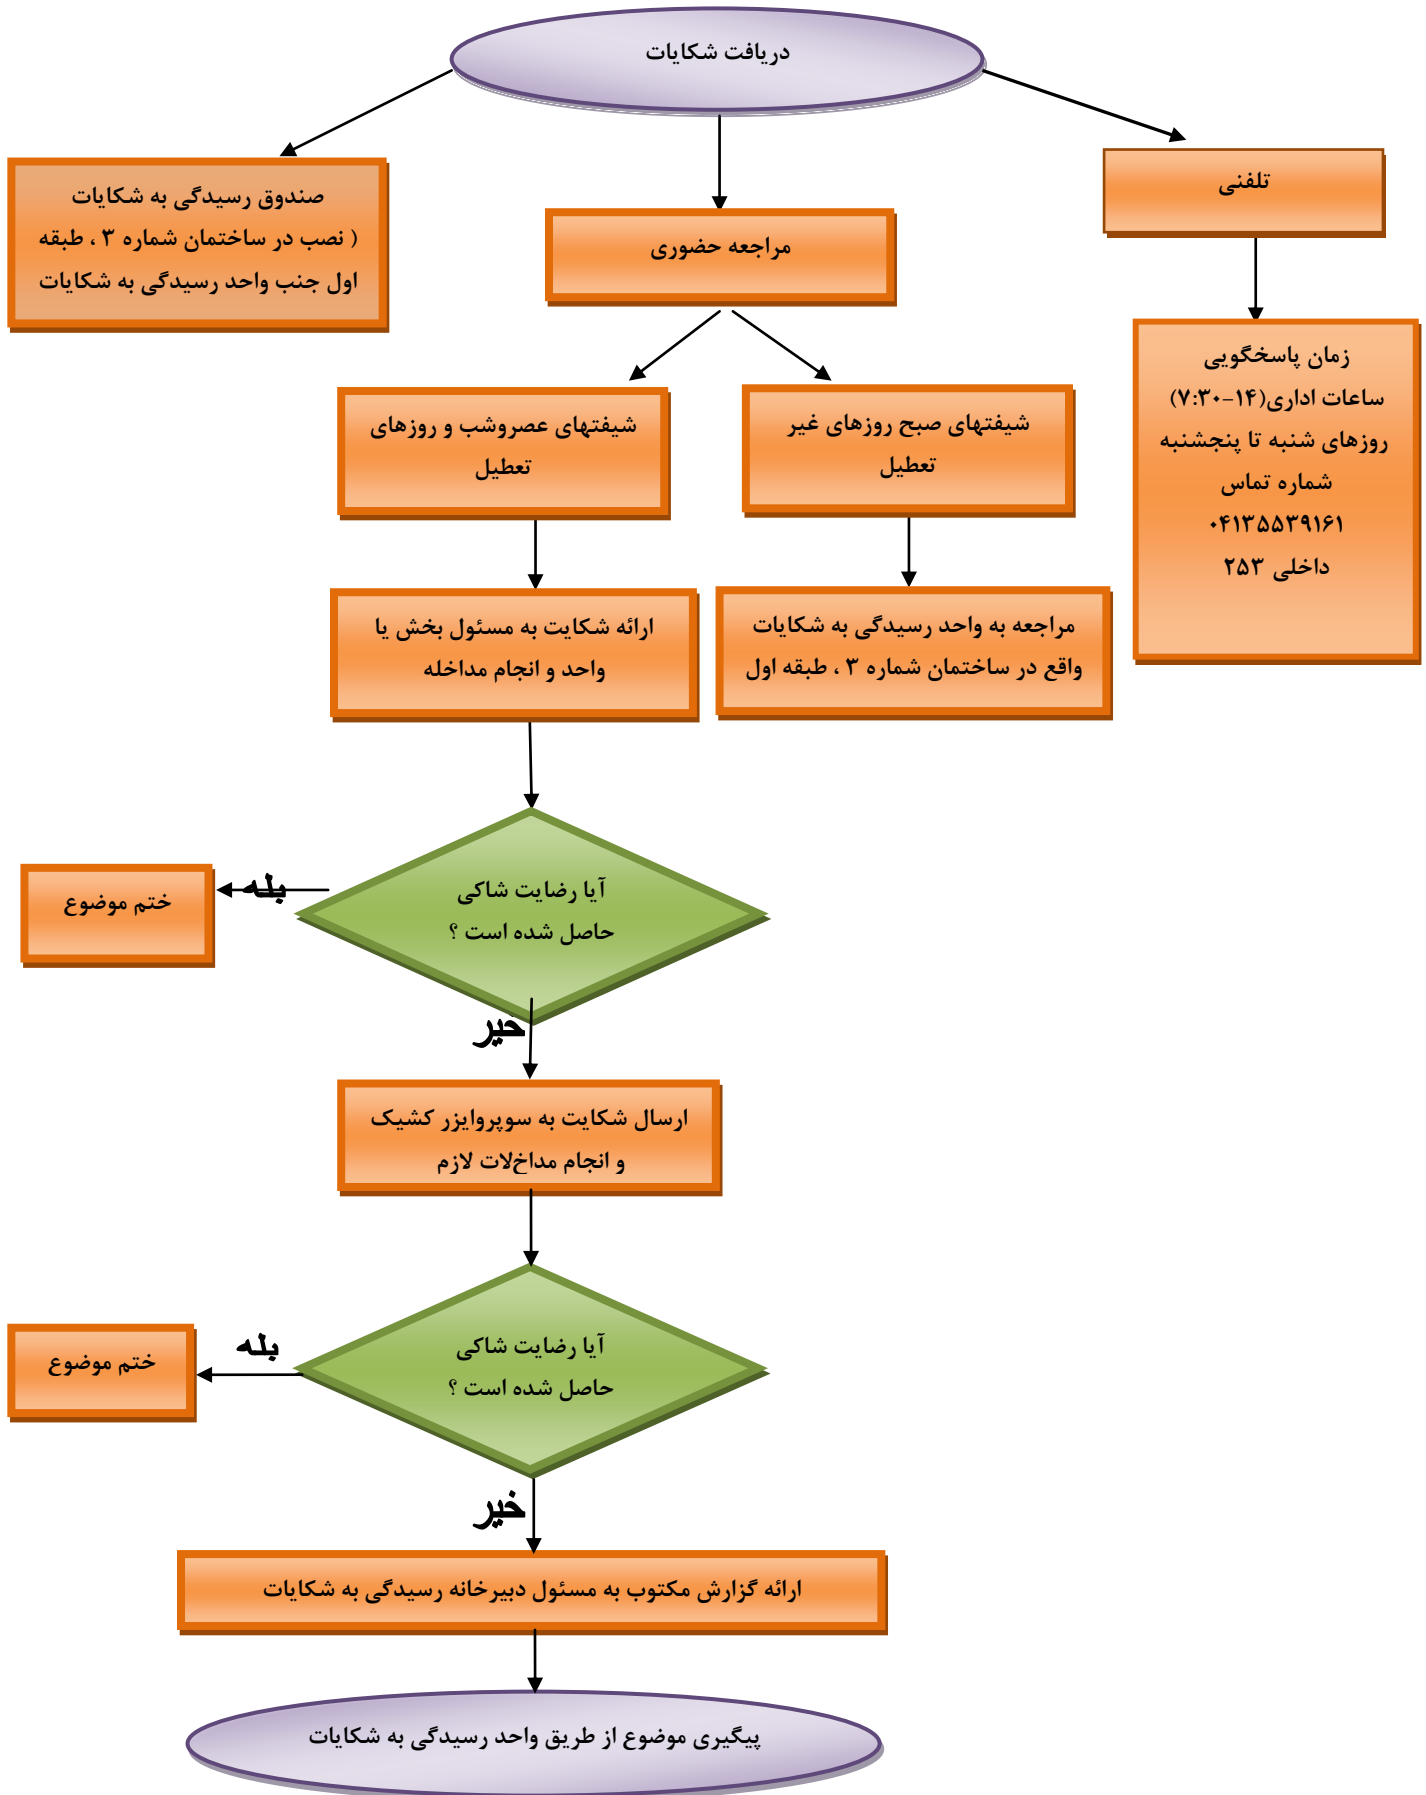 دریافت شکایات
تلفنی
زمان پاسخگویی
ساعات اداری(۱۴-۷:۳۰)
روزهای شنبه تا پنجشنبه
شماره تماس
۰۴۱۳۵۵۳۹۱۶۱
داخلی ۲۵۳
مراجعه حضوری
صندوق رسیدگی به شکایات
( نصب در ساختمان شماره ۳ ، طبقه
اول جنب واحد رسیدگی به شکایات
شیفتهای صبح روزهای غیر
تعطیل
مراجعه به واحد رسیدگی به شکایات
واقع در ساختمان شماره ۳ ، طبقه اول
شیفتهای عصروشب و روزهای
تعطیل
ارائه شکایت به مسئول بخش یا
واحد و انجام مداخله
آیا رضایت شاکی
حاصل شده است ؟
بله
ختم موضوع
خیر
ارسال شکایت به سوپروایزر کشیک
و انجام مداخلات لازم
آیا رضایت شاکی
حاصل شده است ؟
بله
ختم موضوع
خیر
ارائه گزارش مکتوب به مسئول دبیرخانه رسیدگی به شکایات
پیگیری موضوع از طریق واحد رسیدگی به شکایات